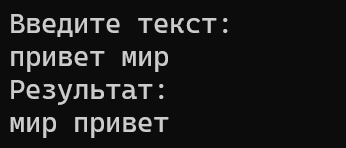 Введите текст:
привет мир
Результат:
мир привет